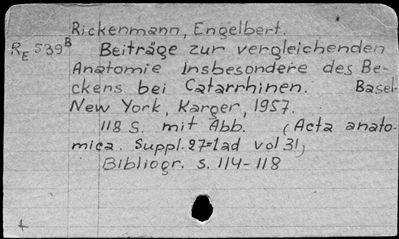 Rickenmann, Engelbert.
RE 539B Beiträge zur vergleichenden
Anatomie insbesondere des Be-
ckens bei Catarrhinen. Basel-
New York, Karger, 1957.
118 S. mit Abb. (Acta anato-
mica. Suppl. 27=1ad vol 31)
Bibliogr. s. 114-118